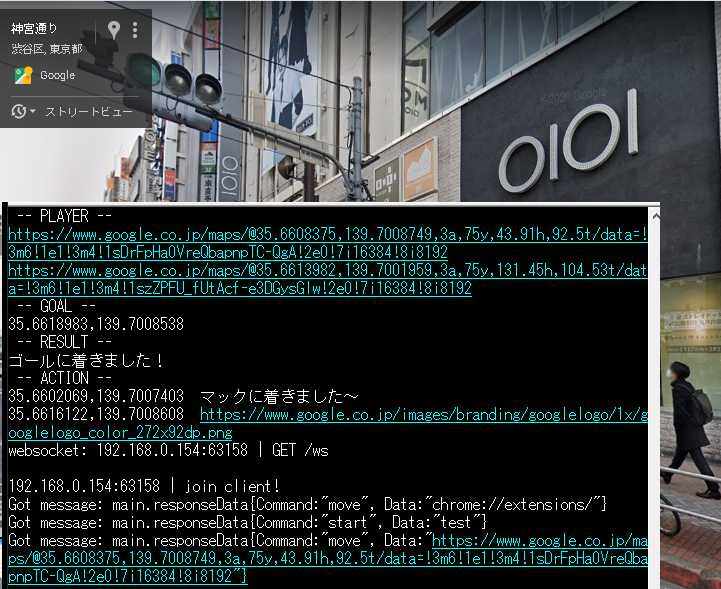 神宮通り
渋谷区, 東京都
Google
ストリートビュー
©2020 Google
OIOI
-- PLAYER --
https://www.google.co.jp/maps/@35.6608375,139.7008749,3a,75y,43.91h,92.5t/data=!
3m6!1e1!3m4!1sDrFpHa0VreQbapnpTC-QgA!2e0!7i16384!8i8192
https://www.google.co.jp/maps/@35.6613982,139.7001959,3a,75y,131.45h,104.53t/dat
a=!3m6!1e1!3m4!1szZPFU_fUtAcf-e3DGysGIw!2e0!7i16384!8i8192
-- GOAL --
35.6618983,139.7008538
-- RESULT --
ゴールに着きました！
-- ACTION --
35.6602069,139.7007403 マックに着きました～
35.6616122,139.7008608 https://www.google.co.jp/images/branding/googlelogo/1x/g
ooglelogo_color_272x92dp.png
websocket: 192.168.0.154:63158 | GET /ws
192.168.0.154:63158 | join client!
Got message: main.responseData{Command:"move", Data:"chrome://extensions/"}
Got message: main.responseData{Command:"start", Data:"test"}
Got message: main.responseData{Command:"move", Data:"https://www.google.co.jp/ma
ps/@35.6608375,139.7008749,3a,75y,43.91h,92.5t/data=!3m6!1e1!3m4!1sDrFpHa0VreQba
pnpTC-QgA!2e0!7i16384!8i8192"}